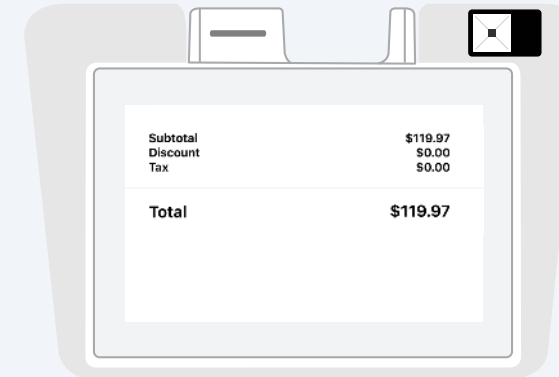 Subtotal $119.97
Discount $0.00
Tax $0.00
Total $119.97